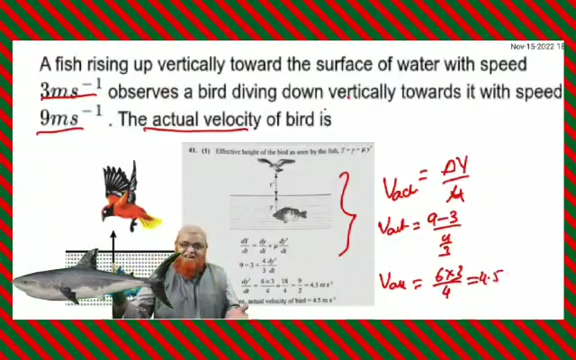 Nov-15-2022 18
A fish rising up vertically toward the surface of water with speed
3ms⁻¹ observes a bird diving down vertically towards it with speed
9ms⁻¹ . The actual velocity of bird is
41. (1) Effective height of the bird as seen by the fish, Y = y + μ y'
dY/dt = dy/dt + μ dy'/dt
9 − 3 = 4/3 dy'/dt
dy'/dt = 6 × 3/4 = 18/4 = 9/2 = 4.5 m s⁻¹
actual velocity of bird = 4.5 m s⁻¹
Vact = ΔV/μ
Vact = 9-3/4/3
Vact = 6×3/4 = 4.5